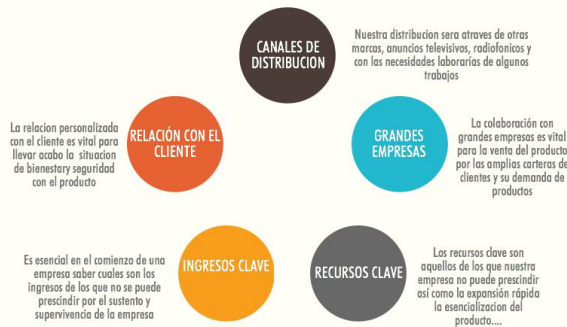 CANALES DE
DISTRIBUCION
Nuestra distribucion sera atraves de otras
marcas, anuncios televisivos, radiofonicos y
con las necesidades laborarías de algunos
trabajos
La relacion personalizada
con el cliente es vital para
llevar acabo la situacion
de bienestary seguridad
con el producto
RELACIÓN CON EL
CLIENTE
GRANDES
EMPRESAS
La colaboración con
grandes empresas es vital
para la venta del producto
por las amplias carteras de
clientes y su demanda de
productos
Es esencial en el comienzo de una
empresa saber cuales son los
ingresos de los que no se puede
prescindir por el sustento y
supervivencia de la empresa
INGRESOS CLAVE
RECURSOS CLAVE
Los recursos clave son
aquellos de los que nuestra
empresa no puede prescindir
así como la expansión rápida
la esencializacion del
producto....